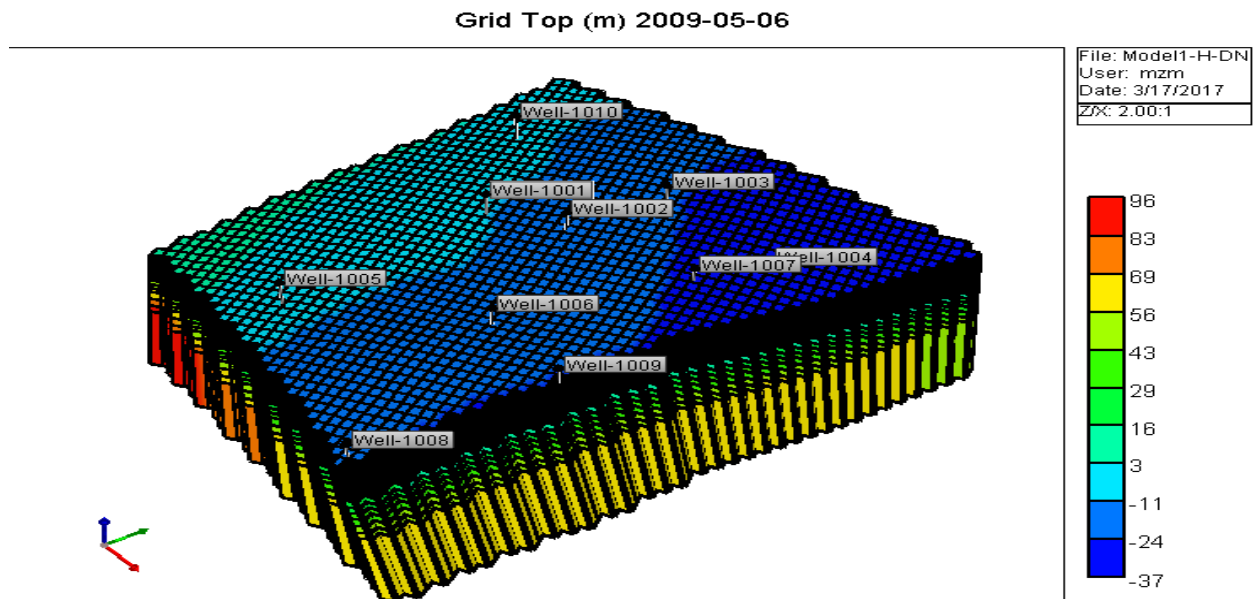 Grid Top (m) 2009-05-06
File: Model1-H-DN
User: mzm
Date: 3/17/2017
Z/X: 2.00:1
Well-1010
Well-1003
Well-1001
Well-1002
Well-1004
Well-1007
Well-1005
Well-1006
Well-1009
Well-1008
96
83
69
56
43
29
16
3
-11
-24
-37